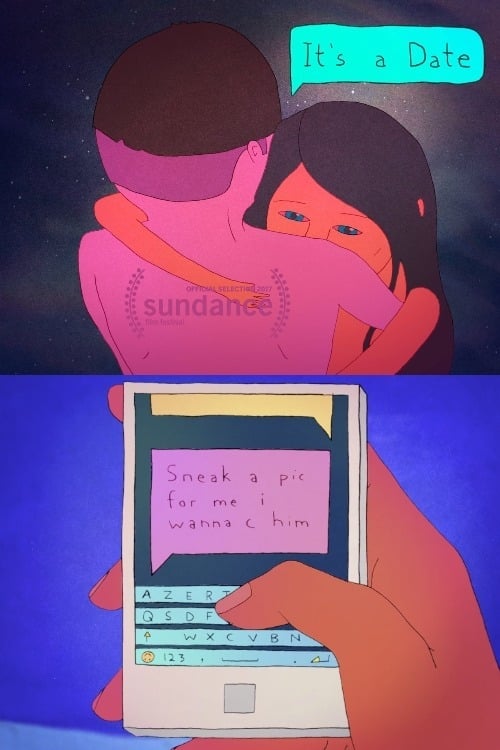 It's a Date
OFFICIAL SELECTION 2017
sundance
film festival
Sneak a pic
for me i
wanna c him
A Z E R T
Q S D F
W X C V B N
123 , .